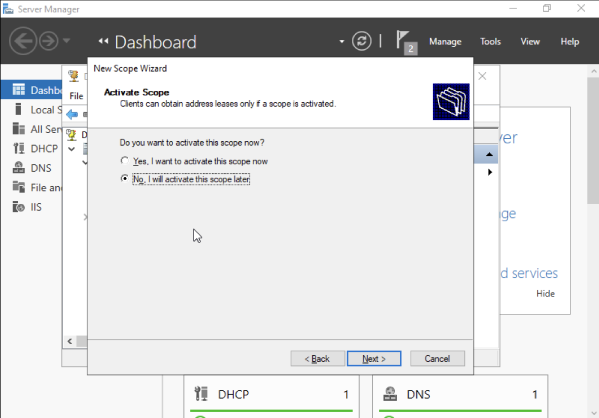 Server Manager
Dashboard
2
Manage
Tools
View
Help
New Scope Wizard
Activate Scope
Clients can obtain address leases only if a scope is activated.
Do you want to activate this scope now?
Yes, I want to activate this scope now
No, I will activate this scope later
< Back
Next >
Cancel
File
Local S
All Ser
DHCP
DNS
File and
IIS
d services
Hide
DHCP 1
DNS 1